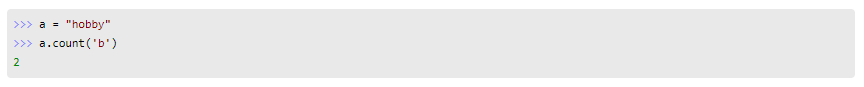 >>> a = "hobby"
>>> a.count('b')
2